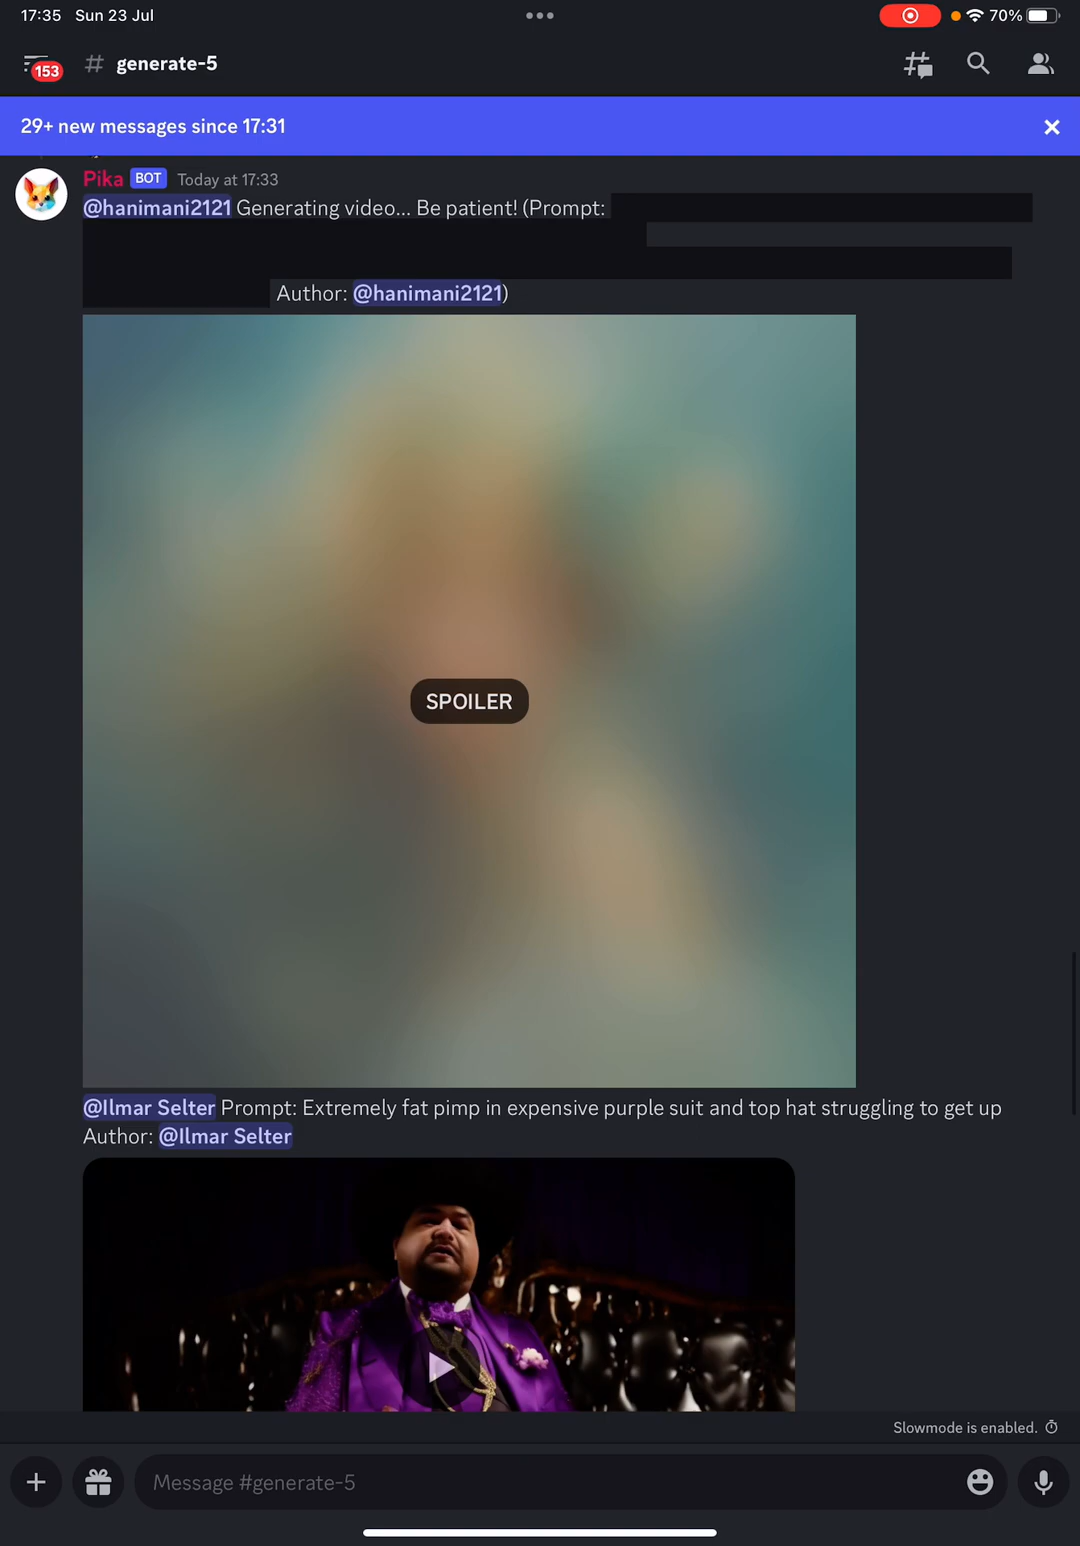 17:35 Sun 23 Jul
70%
153
# generate-5
29+ new messages since 17:31
Pika BOT Today at 17:33
@hanimani2121 Generating video... Be patient! (Prompt:
Author: @hanimani2121)
SPOILER
@Ilmar Selter Prompt: Extremely fat pimp in expensive purple suit and top hat struggling to get up
Author: @Ilmar Selter
Slowmode is enabled.
Message #generate-5